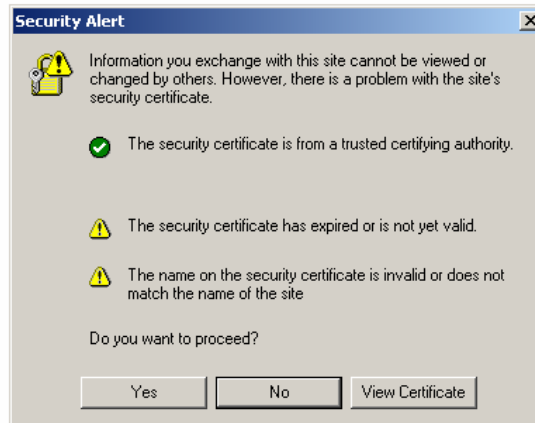 Security Alert
Information you exchange with this site cannot be viewed or
changed by others. However, there is a problem with the site's
security certificate.
The security certificate is from a trusted certifying authority.
The security certificate has expired or is not yet valid.
The name on the security certificate is invalid or does not
match the name of the site
Do you want to proceed?
Yes No View Certificate